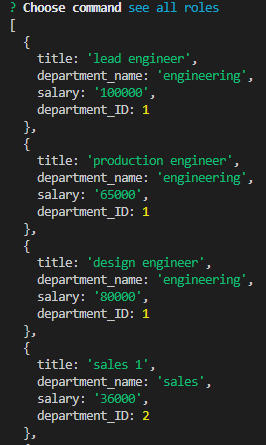 ? Choose command see all roles
[
  {
    title: 'lead engineer',
    department_name: 'engineering',
    salary: '100000',
    department_ID: 1
  },
  {
    title: 'production engineer',
    department_name: 'engineering',
    salary: '65000',
    department_ID: 1
  },
  {
    title: 'design engineer',
    department_name: 'engineering',
    salary: '80000',
    department_ID: 1
  },
  {
    title: 'sales 1',
    department_name: 'sales',
    salary: '36000',
    department_ID: 2
  },